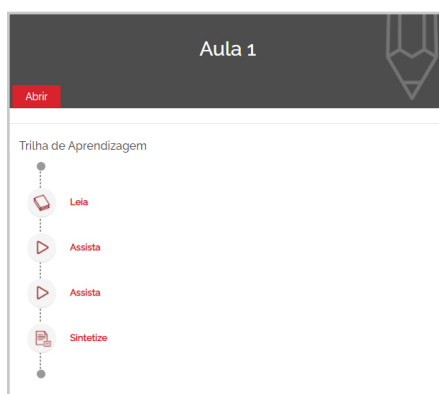 Aula 1
Abrir
Trilha de Aprendizagem
Leia
Assista
Assista
Sintetize